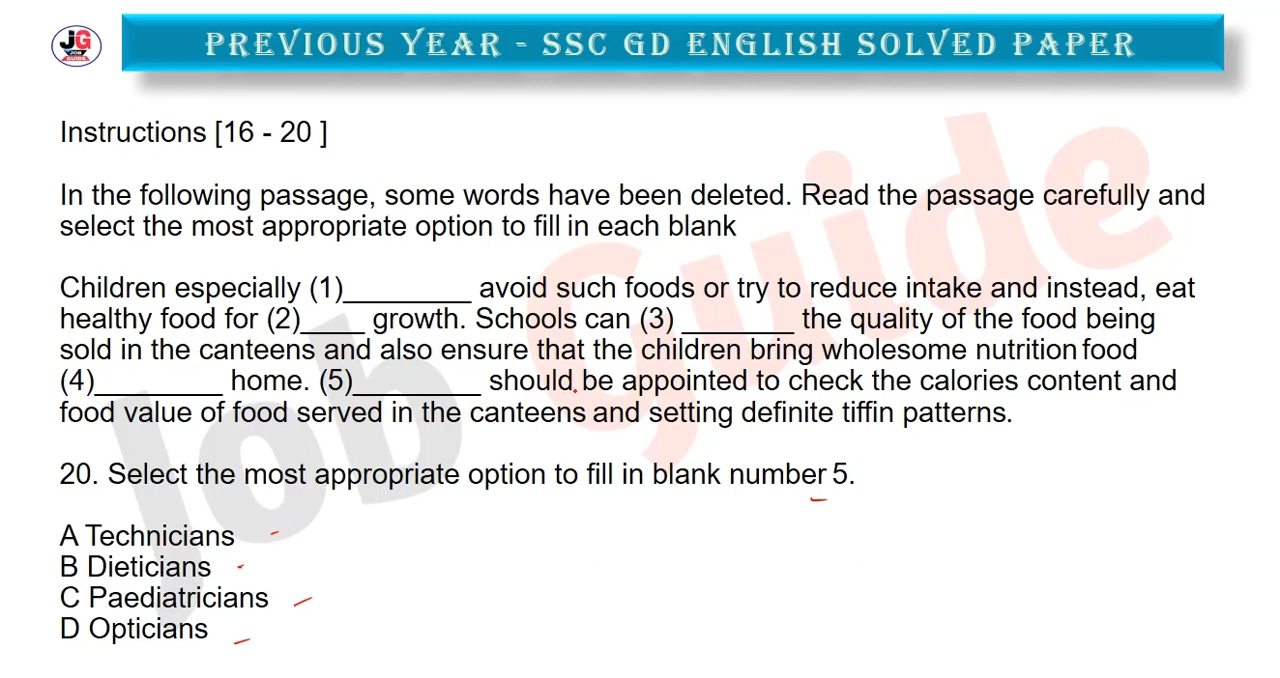 JG
JOB
GUIDE
PREVIOUS YEAR - SSC GD ENGLISH SOLVED PAPER
Instructions [16 - 20 ]
In the following passage, some words have been deleted. Read the passage carefully and
select the most appropriate option to fill in each blank
Children especially (1)________ avoid such foods or try to reduce intake and instead, eat
healthy food for (2)____ growth. Schools can (3) _______ the quality of the food being
sold in the canteens and also ensure that the children bring wholesome nutrition food
(4)________ home. (5)________ should be appointed to check the calories content and
food value of food served in the canteens and setting definite tiffin patterns.
20. Select the most appropriate option to fill in blank number 5.
A Technicians
B Dieticians
C Paediatricians
D Opticians
Job Guide